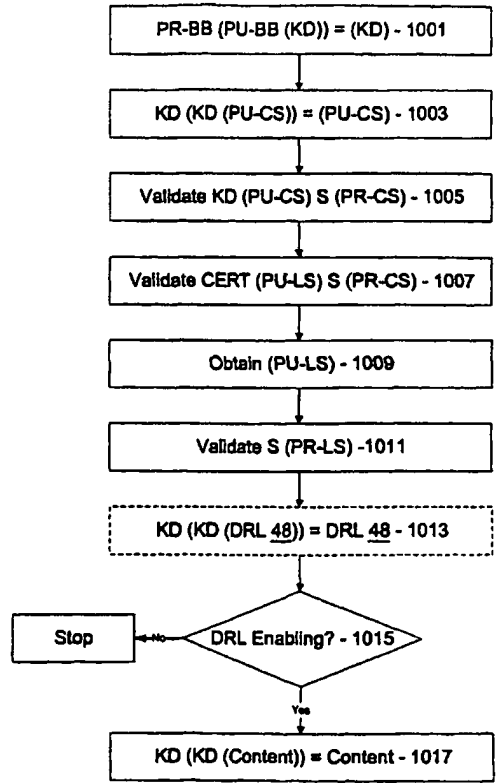 PR-BB (PU-BB (KD)) = (KD) - 1001
KD (KD (PU-CS)) = (PU-CS) - 1003
Validate KD (PU-CS) S (PR-CS) - 1005
Validate CERT (PU-LS) S (PR-CS) - 1007
Obtain (PU-LS) - 1009
Validate S (PR-LS) -1011
KD (KD (DRL 48)) = DRL 48 - 1013
DRL Enabling? - 1015
No
Stop
Yes
KD (KD (Content)) = Content - 1017